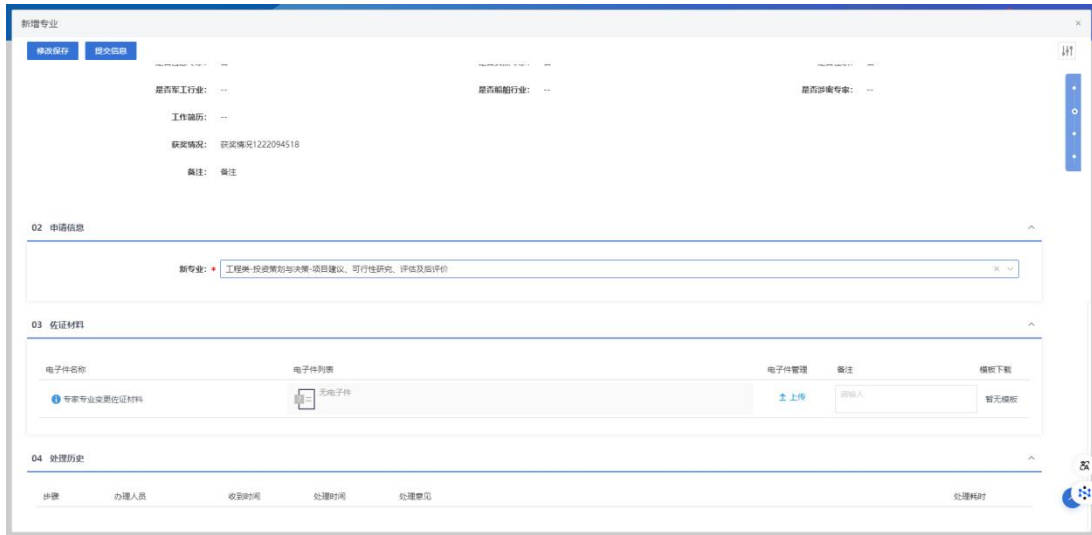 新增专业
修改保存 提交信息
是否军工行业： -- 是否船舶行业： -- 是否涉密专家： --
工作简历： --
获奖情况： 获奖情况1222094518
备注： 备注
02 申请信息
新专业： * 工程类-投资策划与决策-项目建议、可行性研究、评估及后评价
03 佐证材料
电子件名称 电子件列表 电子件管理 备注 模板下载
专家专业变更佐证材料 无电子件 上传 请输入 暂无模板
04 处理历史
步骤 办理人员 收到时间 处理时间 处理意见 处理耗时